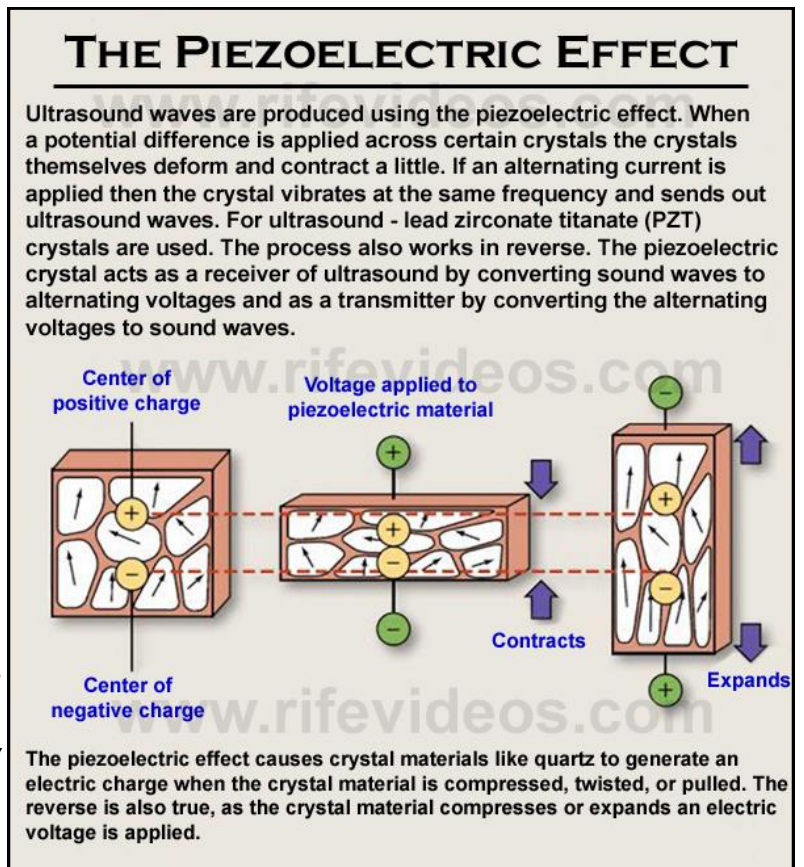 THE PIEZOELECTRIC EFFECT
www.rifevideos.com
Ultrasound waves are produced using the piezoelectric effect. When
a potential difference is applied across certain crystals the crystals
themselves deform and contract a little. If an alternating current is
applied then the crystal vibrates at the same frequency and sends out
ultrasound waves. For ultrasound - lead zirconate titanate (PZT)
crystals are used. The process also works in reverse. The piezoelectric
crystal acts as a receiver of ultrasound by converting sound waves to
alternating voltages and as a transmitter by converting the alternating
voltages to sound waves.
www.rifevideos.com
Center of
positive charge
Voltage applied to
piezoelectric material
−
+
+
+
+
−
−
−
−
Contracts
Expands
+
Center of
negative charge
www.rifevideos.com
The piezoelectric effect causes crystal materials like quartz to generate an
electric charge when the crystal material is compressed, twisted, or pulled. The
reverse is also true, as the crystal material compresses or expands an electric
voltage is applied.